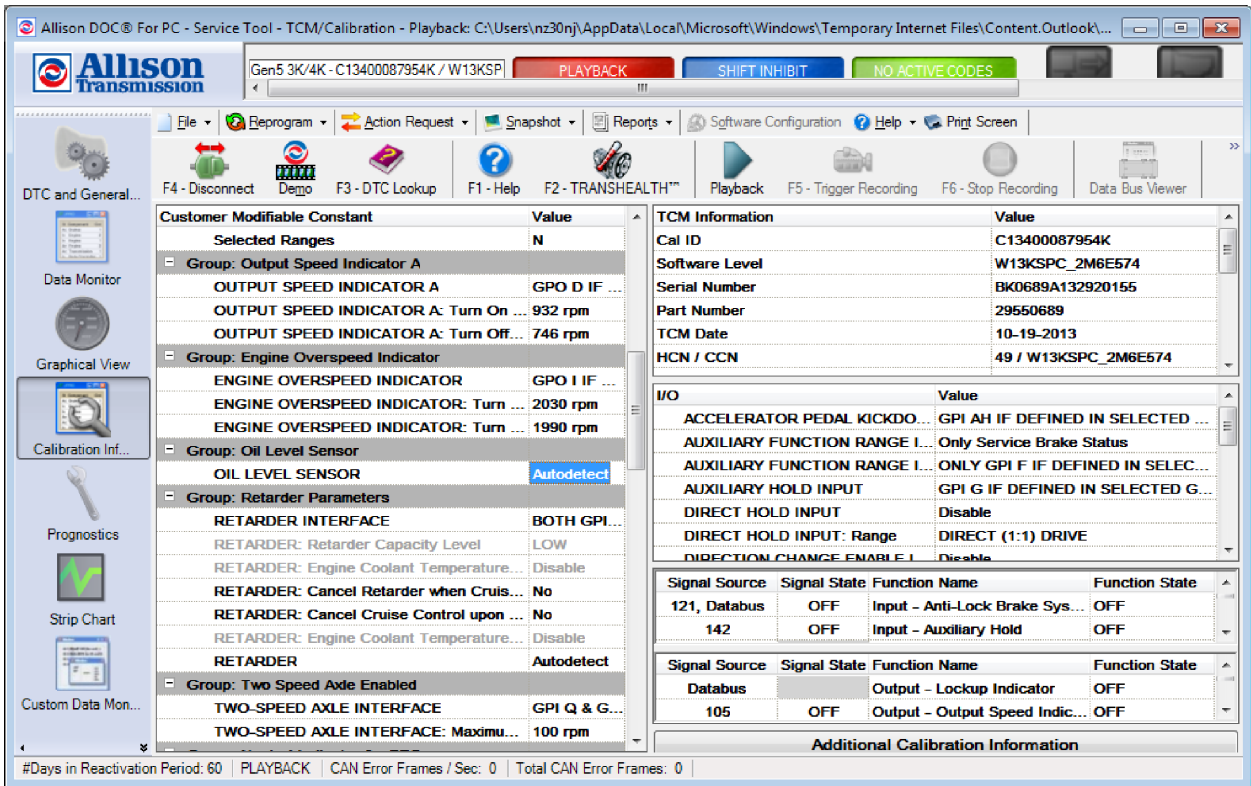 Allison DOC® For PC - Service Tool - TCM/Calibration - Playback: C:\Users\nz30nj\AppData\Local\Microsoft\Windows\Temporary Internet Files\Content.Outlook\...
Allison
Transmission
Gen5 3K/4K - C13400087954K / W13KSP
PLAYBACK
SHIFT INHIBIT
NO ACTIVE CODES
File
Reprogram
Action Request
Snapshot
Reports
Software Configuration
Help
Print Screen
F4 - Disconnect
Demo
F3 - DTC Lookup
F1 - Help
F2 - TRANSHEALTH™
Playback
F5 - Trigger Recording
F6 - Stop Recording
Data Bus Viewer
DTC and General...
Data Monitor
Graphical View
Calibration Inf...
Prognostics
Strip Chart
Custom Data Mon...
Customer Modifiable Constant Value
Selected Ranges N
Group: Output Speed Indicator A
OUTPUT SPEED INDICATOR A GPO D IF ...
OUTPUT SPEED INDICATOR A: Turn On ... 932 rpm
OUTPUT SPEED INDICATOR A: Turn Off... 746 rpm
Group: Engine Overspeed Indicator
ENGINE OVERSPEED INDICATOR GPO I IF ...
ENGINE OVERSPEED INDICATOR: Turn ... 2030 rpm
ENGINE OVERSPEED INDICATOR: Turn ... 1990 rpm
Group: Oil Level Sensor
OIL LEVEL SENSOR Autodetect
Group: Retarder Parameters
RETARDER INTERFACE BOTH GPI...
RETARDER: Retarder Capacity Level LOW
RETARDER: Engine Coolant Temperature... Disable
RETARDER: Cancel Retarder when Cruis... No
RETARDER: Cancel Cruise Control upon ... No
RETARDER: Engine Coolant Temperature... Disable
RETARDER Autodetect
Group: Two Speed Axle Enabled
TWO-SPEED AXLE INTERFACE GPI Q & G...
TWO-SPEED AXLE INTERFACE: Maximu... 100 rpm
TCM Information Value
Cal ID C13400087954K
Software Level W13KSPC_2M6E574
Serial Number BK0689A132920155
Part Number 29550689
TCM Date 10-19-2013
HCN / CCN 49 / W13KSPC_2M6E574
I/O Value
ACCELERATOR PEDAL KICKDO... GPI AH IF DEFINED IN SELECTED ...
AUXILIARY FUNCTION RANGE I... Only Service Brake Status
AUXILIARY FUNCTION RANGE I... ONLY GPI F IF DEFINED IN SELEC...
AUXILIARY HOLD INPUT GPI G IF DEFINED IN SELECTED G...
DIRECT HOLD INPUT Disable
DIRECT HOLD INPUT: Range DIRECT (1:1) DRIVE
DIRECTION CHANGE ENABLE I... Disable
Signal Source Signal State Function Name Function State
121, Databus OFF Input - Anti-Lock Brake Sys... OFF
142 OFF Input - Auxiliary Hold OFF
Signal Source Signal State Function Name Function State
Databus Output - Lockup Indicator OFF
105 OFF Output - Output Speed Indic... OFF
Additional Calibration Information
#Days in Reactivation Period: 60 PLAYBACK CAN Error Frames / Sec: 0 Total CAN Error Frames: 0